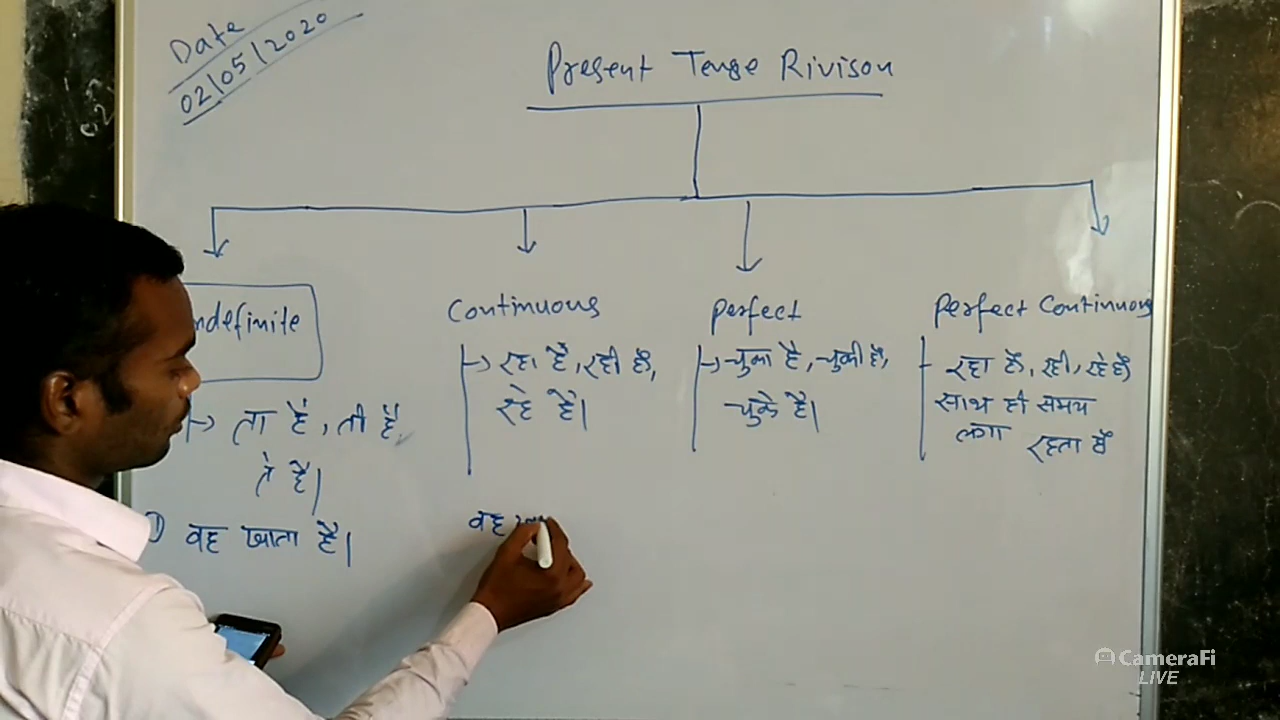 Date
02/05/2020
Present Tense Rivison
ndefinite
Continuous
Perfect
Perfect Continuous
→ ता है, ती है,
ते है।
→ रहा है, रही है,
रहे है।
→ चुका है, चुकी है,
चुके है।
रहा है, रही, रहे है
साथ ही समय
लगा रहता है
① वह खाता है।
वह
CameraFi
LIVE